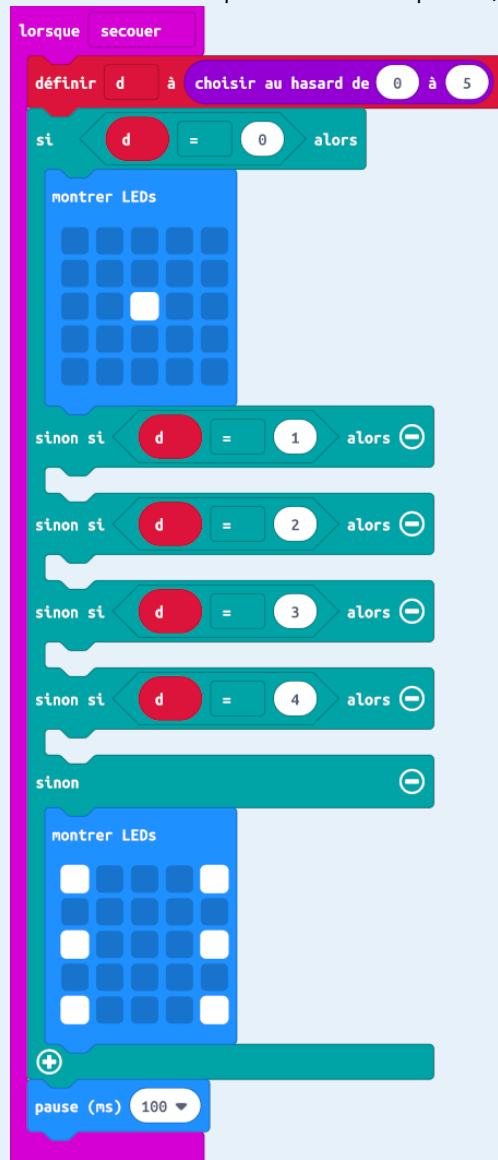 lorsque secouer
définir d à choisir au hasard de 0 à 5
si d = 0 alors
montrer LEDs
sinon si d = 1 alors
sinon si d = 2 alors
sinon si d = 3 alors
sinon si d = 4 alors
sinon
montrer LEDs
pause (ms) 100